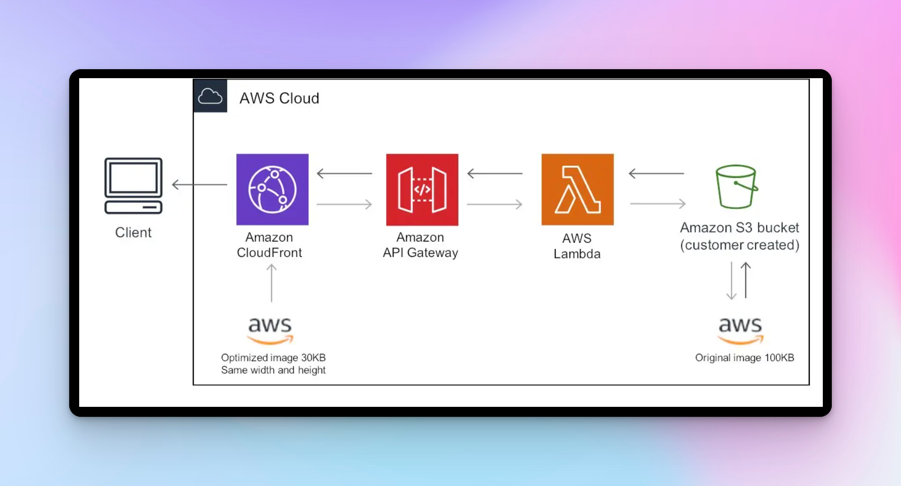 AWS Cloud
Client
Amazon
CloudFront
Amazon
API Gateway
AWS
Lambda
Amazon S3 bucket
(customer created)
aws
Optimized image 30KB
Same width and height
aws
Original image 100KB